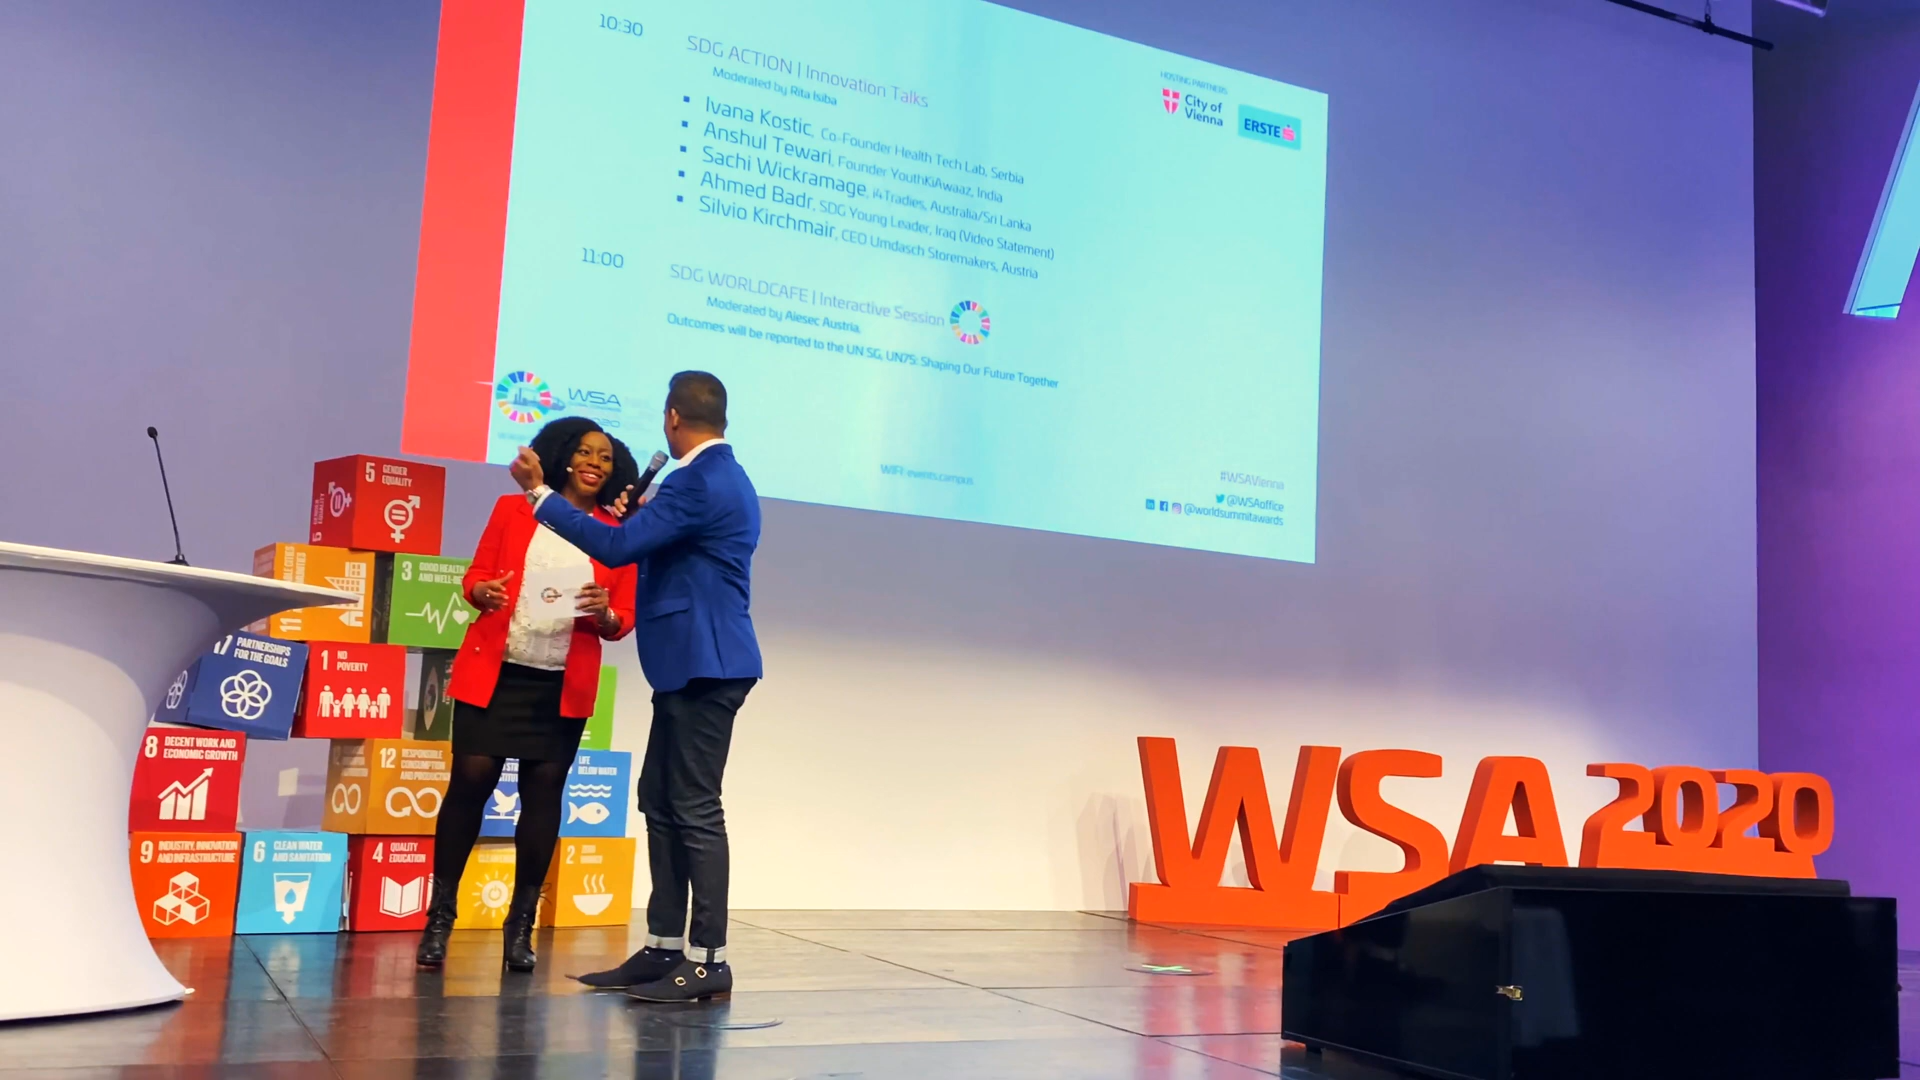 10:30
SDG ACTION | Innovation Talks
Moderated by Rita Isiba
Ivana Kostic, Co-Founder Health Tech Lab, Serbia
Anshul Tewari, Founder YouthKiAwaaz, India
Sachi Wickramage, i4Tradies, Australia/Sri Lanka
Ahmed Badr, SDG Young Leader, Iraq (Video Statement)
Silvio Kirchmair, CEO Umdasch Storemakers, Austria
11:00
SDG WORLDCAFE | Interactive Session
Moderated by Aiesec Austria.
Outcomes will be reported to the UN SG, UN75: Shaping Our Future Together
HOSTING PARTNERS
City of
Vienna
ERSTE
WSA
WIFI: events.campus
#WSAVienna
@WSAoffice
@worldsummitawards
5 GENDER
EQUALITY
11
3 GOOD HEALTH
AND WELL-
17 PARTNERSHIPS
FOR THE GOALS
1 NO
POVERTY
8 DECENT WORK AND
ECONOMIC GROWTH
12 RESPONSIBLE
CONSUMPTION
AND PRODUCTION
LIFE
BELOW WATER
9 INDUSTRY, INNOVATION
AND INFRASTRUCTURE
6 CLEAN WATER
AND SANITATION
4 QUALITY
EDUCATION
2
WSA 2020